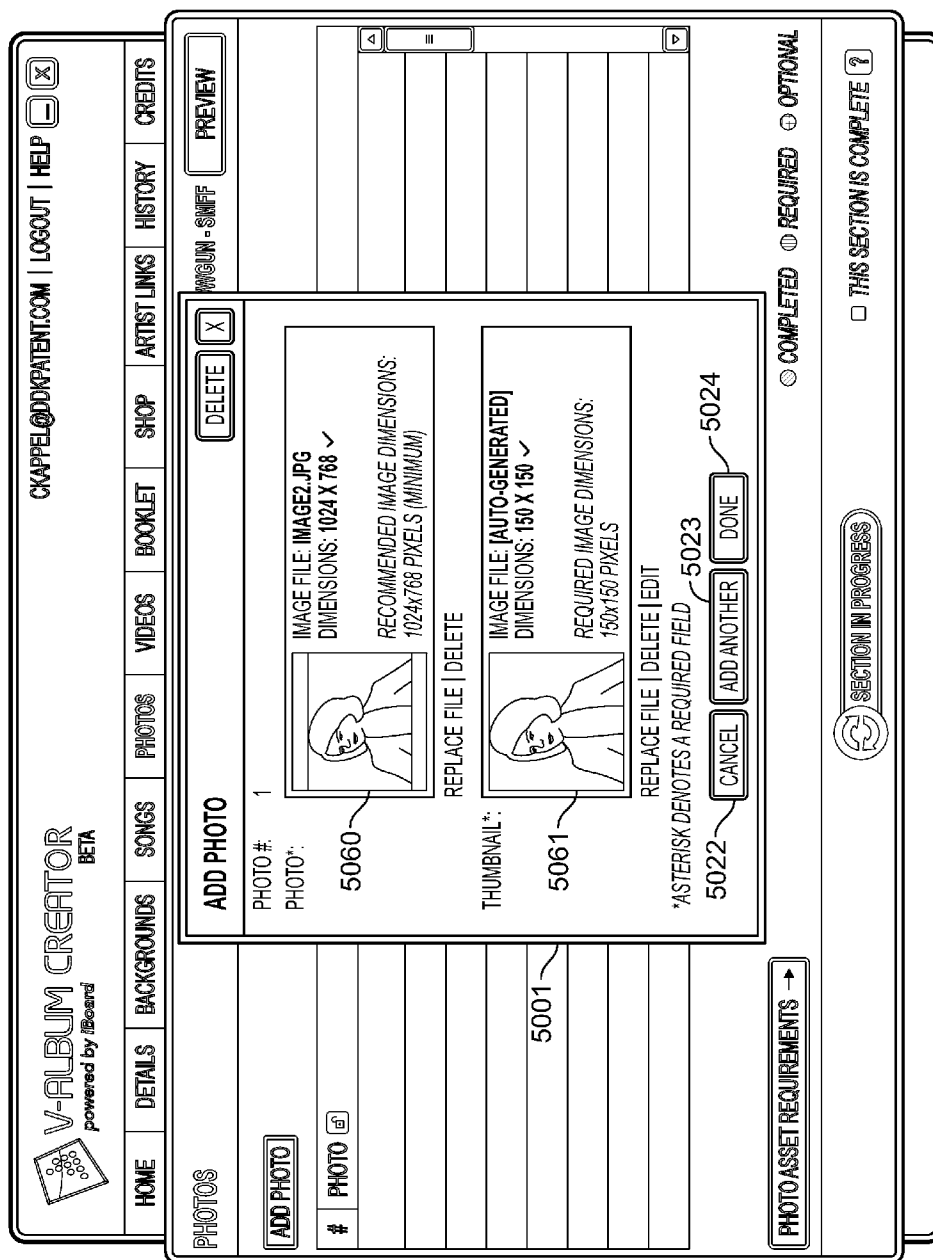 V-ALBUM CREATOR
powered by iBoard
BETA
CKAPPEL@DDKPATENT.COM | LOGOUT | HELP
X
HOME DETAILS BACKGROUNDS SONGS PHOTOS VIDEOS BOOKLET SHOP ARTIST LINKS HISTORY CREDITS
PHOTOS
- SMFF
PREVIEW
ADD PHOTO
# PHOTO
ADD PHOTO
DELETE X
PHOTO #: 1
PHOTO*:
IMAGE FILE: IMAGE2.JPG
DIMENSIONS: 1024 X 768 ✓
RECOMMENDED IMAGE DIMENSIONS:
1024x768 PIXELS (MINIMUM)
5060
REPLACE FILE | DELETE
THUMBNAIL*:
IMAGE FILE: [AUTO-GENERATED]
DIMENSIONS: 150 X 150 ✓
REQUIRED IMAGE DIMENSIONS:
150x150 PIXELS
5061
REPLACE FILE | DELETE | EDIT
*ASTERISK DENOTES A REQUIRED FIELD
5001
5022
5023
5024
CANCEL ADD ANOTHER DONE
PHOTO ASSET REQUIREMENTS →
COMPLETED REQUIRED OPTIONAL
SECTION IN PROGRESS
THIS SECTION IS COMPLETE ?